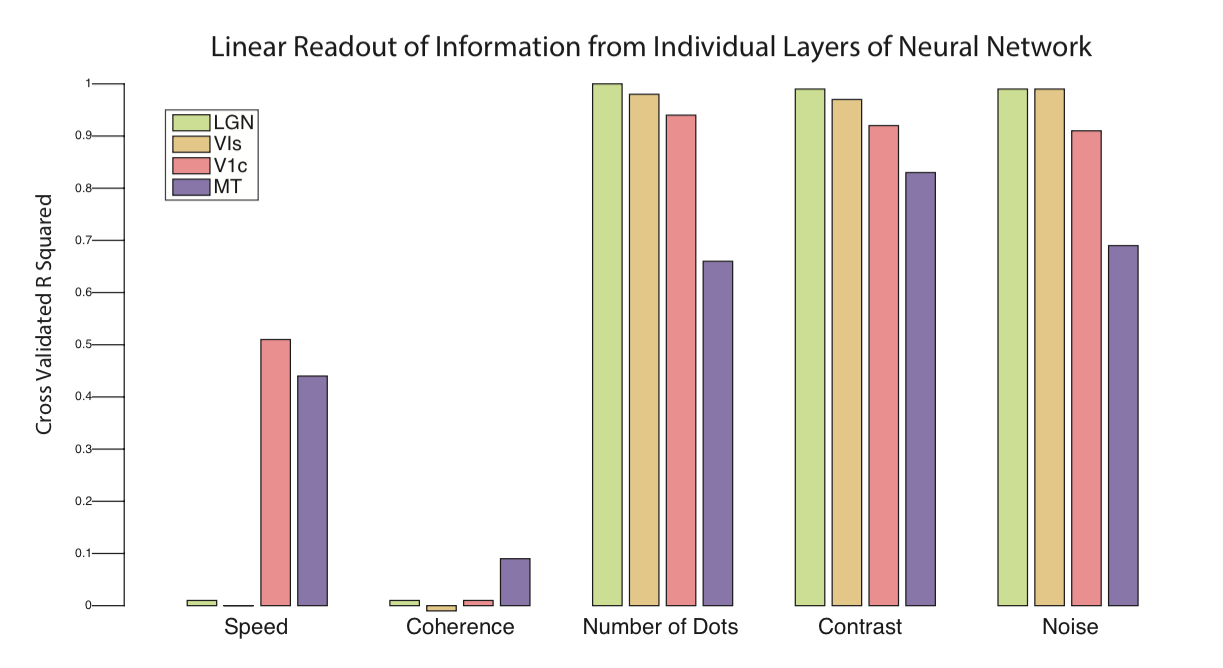 Linear Readout of Information from Individual Layers of Neural Network
Cross Validated R Squared
1
0.9
0.8
0.7
0.6
0.5
0.4
0.3
0.2
0.1
0
LGN
VIs
V1c
MT
Speed
Coherence
Number of Dots
Contrast
Noise